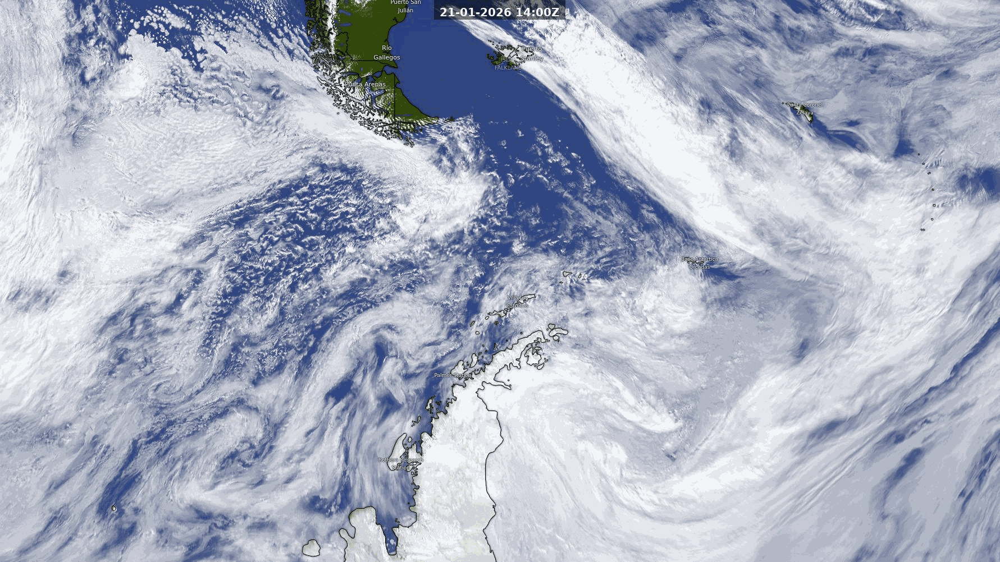 Puerto San
Julián
21-01-2026 14:00Z
Río
Gallegos
Puerto
Stanley
FALKLAND
Punta Arenas
Punta Coronel
Zelaya
Base Antártica
Orcadas
Villa Las
Estrellas
Palmer Station
Rothera Research
Station